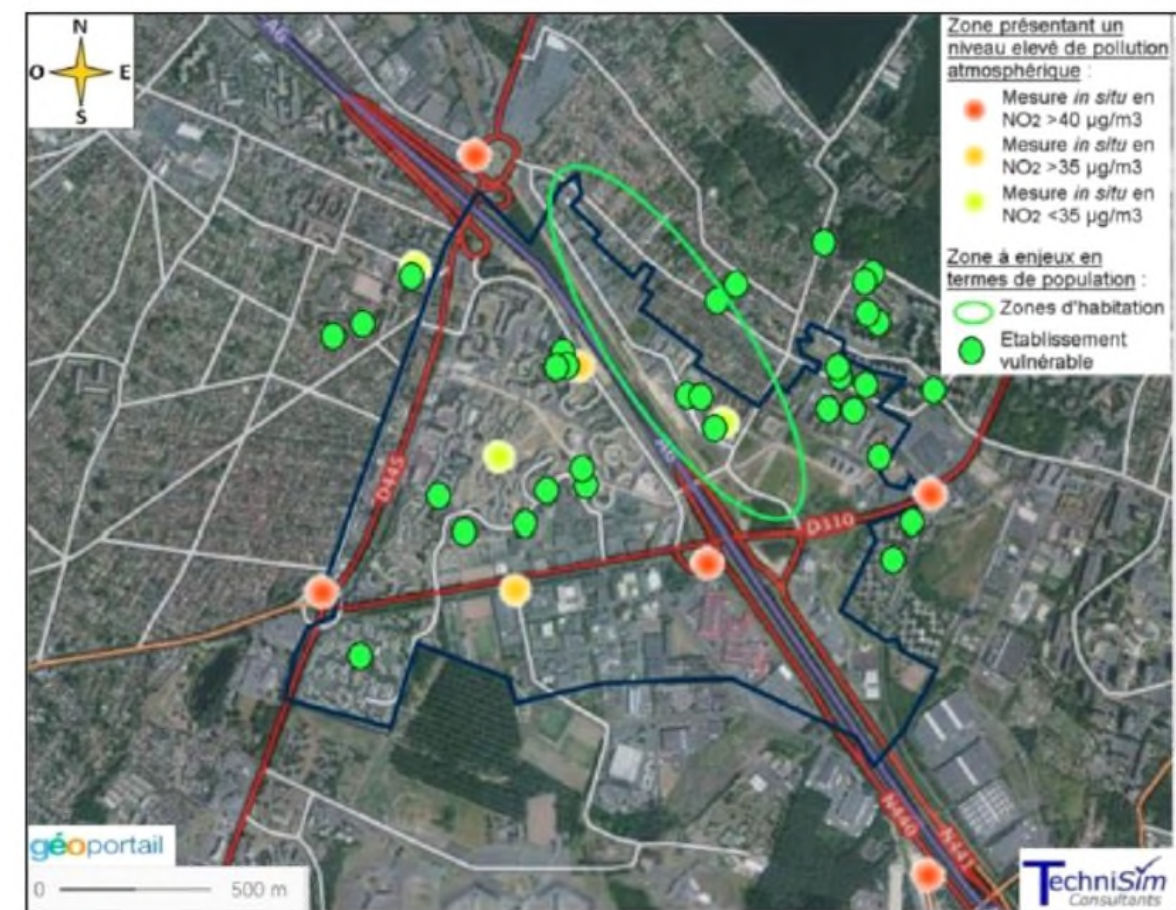 N
O E
S
Zone présentant un
niveau elevé de pollution
atmosphérique :
Mesure in situ en
NO2 >40 µg/m3
Mesure in situ en
NO2 >35 µg/m3
Mesure in situ en
NO2 <35 µg/m3
Zone à enjeux en
termes de population :
Zones d'habitation
Etablissement
vulnérable
A6
D445
A6
D310
N440
N441
géoportail
0 500 m
TechniSim
Consultants